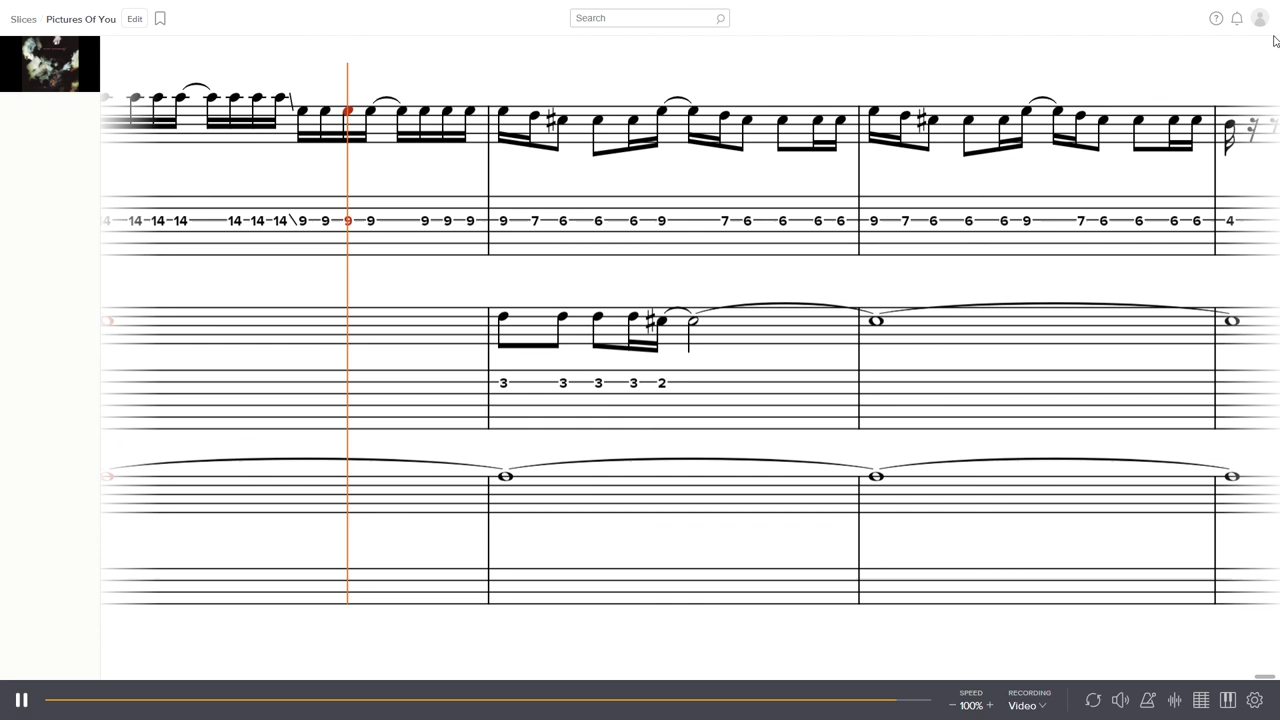 Slices / Pictures Of You Edit
Search
4 14 14 14 14 14 14 \ 9 9 9 9 9 9 9 9 7 6 6 6 9 7 6 6 6 6 9 7 6 6 6 9 7 6 6 6 6 4
3 3 3 3 2
SPEED
− 100% +
RECORDING
Video